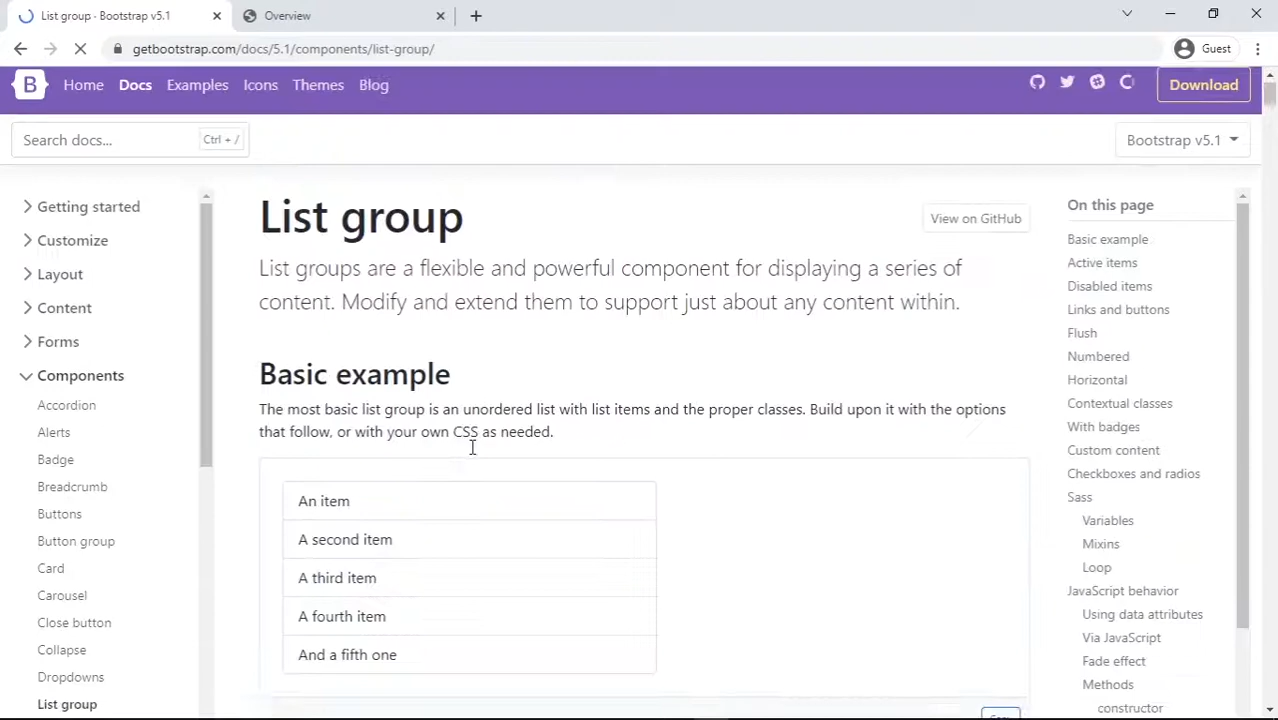 List group · Bootstrap v5.1
Overview
getbootstrap.com/docs/5.1/components/list-group/
Guest
B
Home
Docs
Examples
Icons
Themes
Blog
Download
Search docs...
Ctrl + /
Bootstrap v5.1
Getting started
Customize
Layout
Content
Forms
Components
Accordion
Alerts
Badge
Breadcrumb
Buttons
Button group
Card
Carousel
Close button
Collapse
Dropdowns
List group
List group
View on GitHub
List groups are a flexible and powerful component for displaying a series of
content. Modify and extend them to support just about any content within.
Basic example
The most basic list group is an unordered list with list items and the proper classes. Build upon it with the options
that follow, or with your own CSS as needed.
An item
A second item
A third item
A fourth item
And a fifth one
On this page
Basic example
Active items
Disabled items
Links and buttons
Flush
Numbered
Horizontal
Contextual classes
With badges
Custom content
Checkboxes and radios
Sass
Variables
Mixins
Loop
JavaScript behavior
Using data attributes
Via JavaScript
Fade effect
Methods
constructor